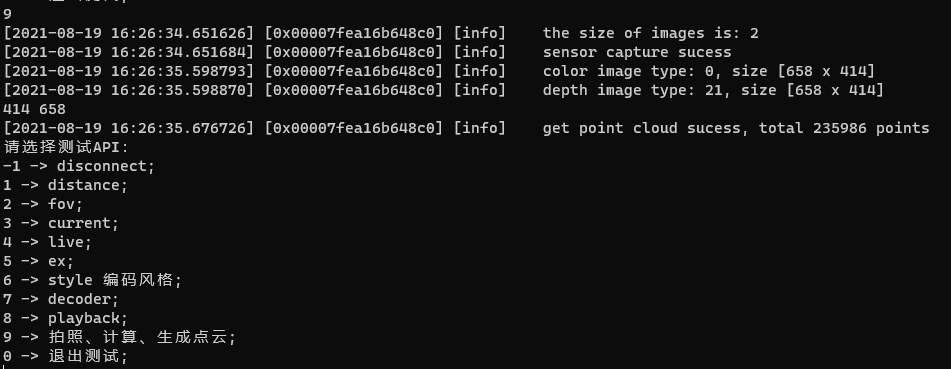 9
[2021-08-19 16:26:34.651626] [0x00007fea16b648c0] [info]    the size of images is: 2
[2021-08-19 16:26:34.651684] [0x00007fea16b648c0] [info]    sensor capture sucess
[2021-08-19 16:26:35.598793] [0x00007fea16b648c0] [info]    color image type: 0, size [658 x 414]
[2021-08-19 16:26:35.598870] [0x00007fea16b648c0] [info]    depth image type: 21, size [658 x 414]
414 658
[2021-08-19 16:26:35.676726] [0x00007fea16b648c0] [info]    get point cloud sucess, total 235986 points
请选择测试API:
-1 -> disconnect;
1 -> distance;
2 -> fov;
3 -> current;
4 -> live;
5 -> ex;
6 -> style 编码风格;
7 -> decoder;
8 -> playback;
9 -> 拍照、计算、生成点云;
0 -> 退出测试;